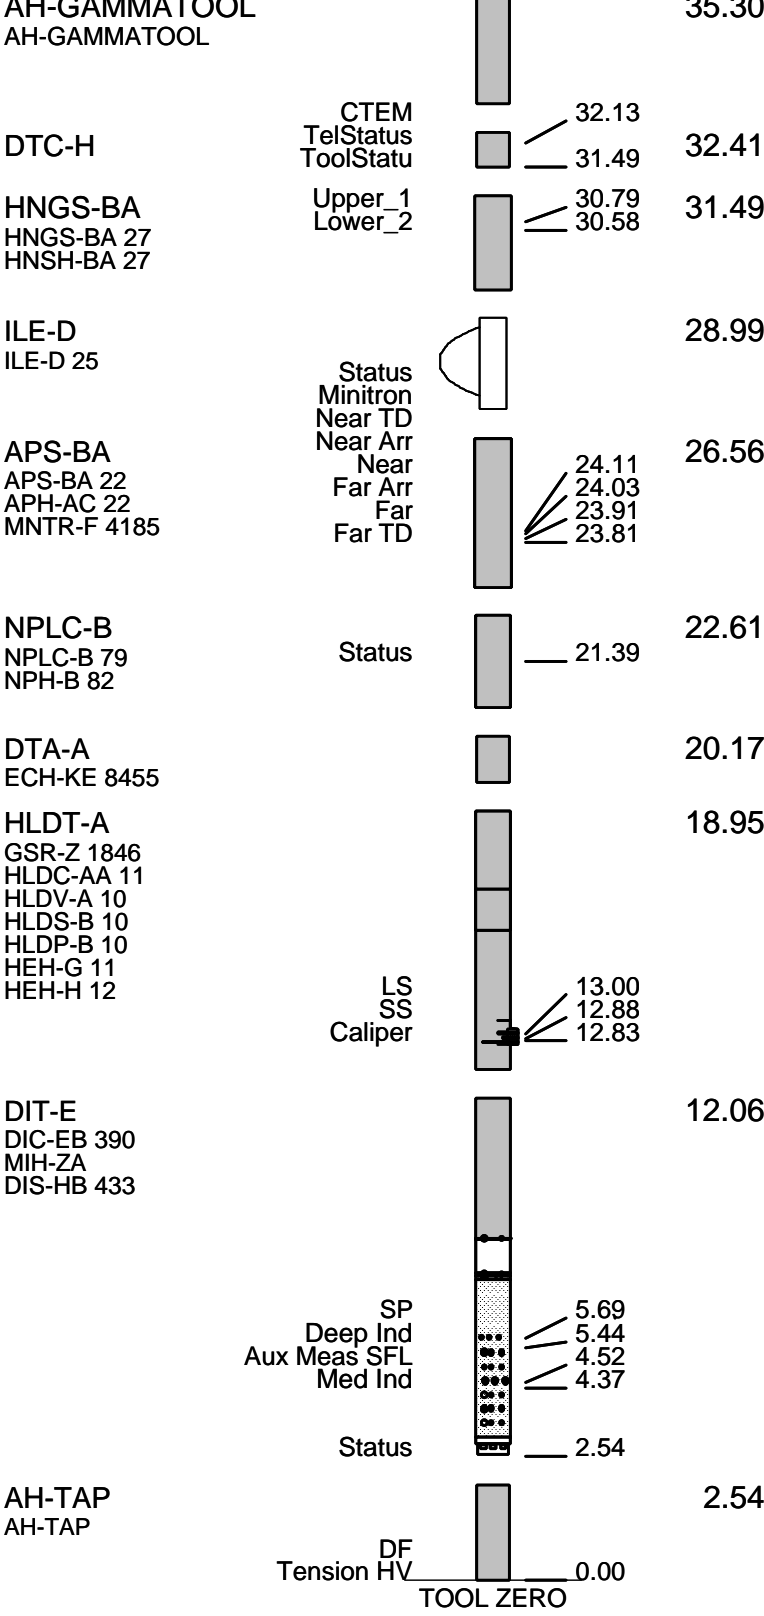 AH-GAMMATOOL 35.30
AH-GAMMATOOL
CTEM 32.13
TelStatus
DTC-H 32.41
ToolStatu 31.49
Upper_1 30.79
HNGS-BA 31.49
Lower_2 30.58
HNGS-BA 27
HNSH-BA 27
ILE-D 28.99
ILE-D 25
Status
Minitron
Near TD
Near Arr
APS-BA 26.56
Near 24.11
APS-BA 22
Far Arr 24.03
APH-AC 22
Far 23.91
MNTR-F 4185
Far TD 23.81
NPLC-B 22.61
NPLC-B 79
Status 21.39
NPH-B 82
DTA-A 20.17
ECH-KE 8455
HLDT-A 18.95
GSR-Z 1846
HLDC-AA 11
HLDV-A 10
HLDS-B 10
HLDP-B 10
HEH-G 11
HEH-H 12
LS 13.00
SS 12.88
Caliper 12.83
DIT-E 12.06
DIC-EB 390
MIH-ZA
DIS-HB 433
SP 5.69
Deep Ind 5.44
Aux Meas SFL 4.52
Med Ind 4.37
Status 2.54
AH-TAP 2.54
AH-TAP
DF
Tension HV 0.00
TOOL ZERO